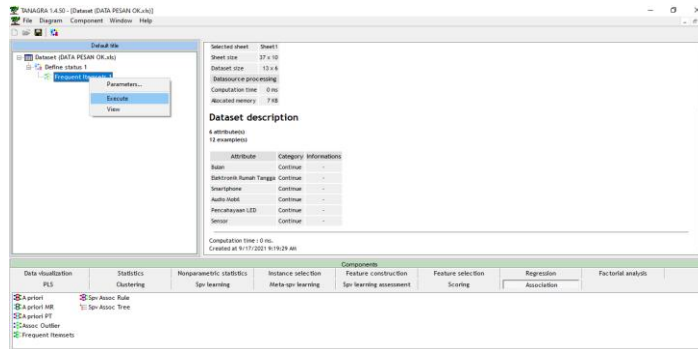 TANAGRA 1.4.50 - [Dataset (DATA PESAN OK.xls)]
File Diagram Component Window Help
Default title
Dataset (DATA PESAN OK.xls)
Define status 1
Frequent Itemsets 1
Parameters...
Execute
View
Selected sheet Sheet1
Sheet size 37 x 10
Dataset size 13 x 6
Datasource processing
Computation time 0 ms
Allocated memory 7 KB
Dataset description
6 attribute(s)
12 example(s)
Attribute Category Informations
Bulan Continue -
Elektronik Rumah Tangga Continue -
Smartphone Continue -
Audio Mobil Continue -
Pencahayaan LED Continue -
Sensor Continue -
Computation time : 0 ms.
Created at 9/17/2021 9:19:29 AM
Components
Data visualization Statistics Nonparametric statistics Instance selection Feature construction Feature selection Regression Factorial analysis
PLS Clustering Spv learning Meta-spv learning Spv learning assessment Scoring Association
A priori Spv Assoc Rule
A priori MR Spv Assoc Tree
A priori PT
Assoc Outlier
Frequent Itemsets